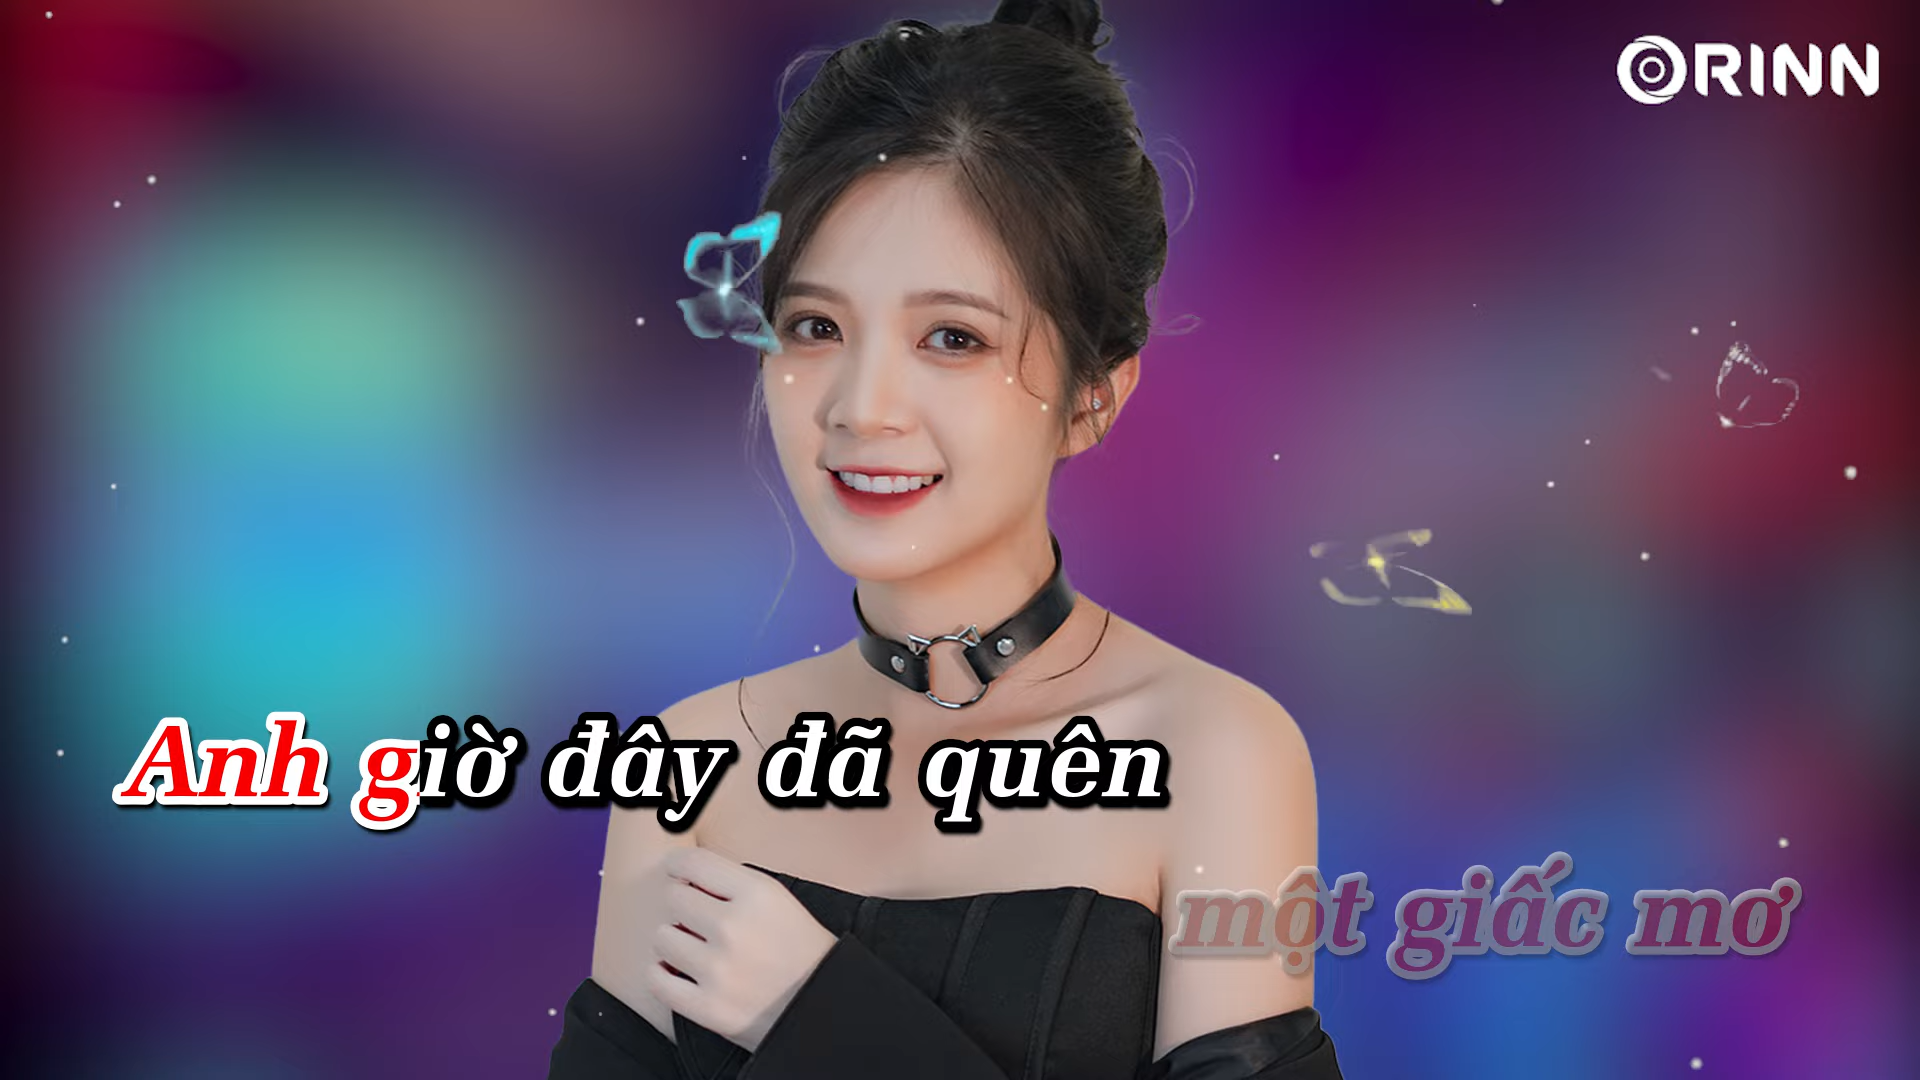 ORINN
Anh giờ đây đã quên
một giấc mơ